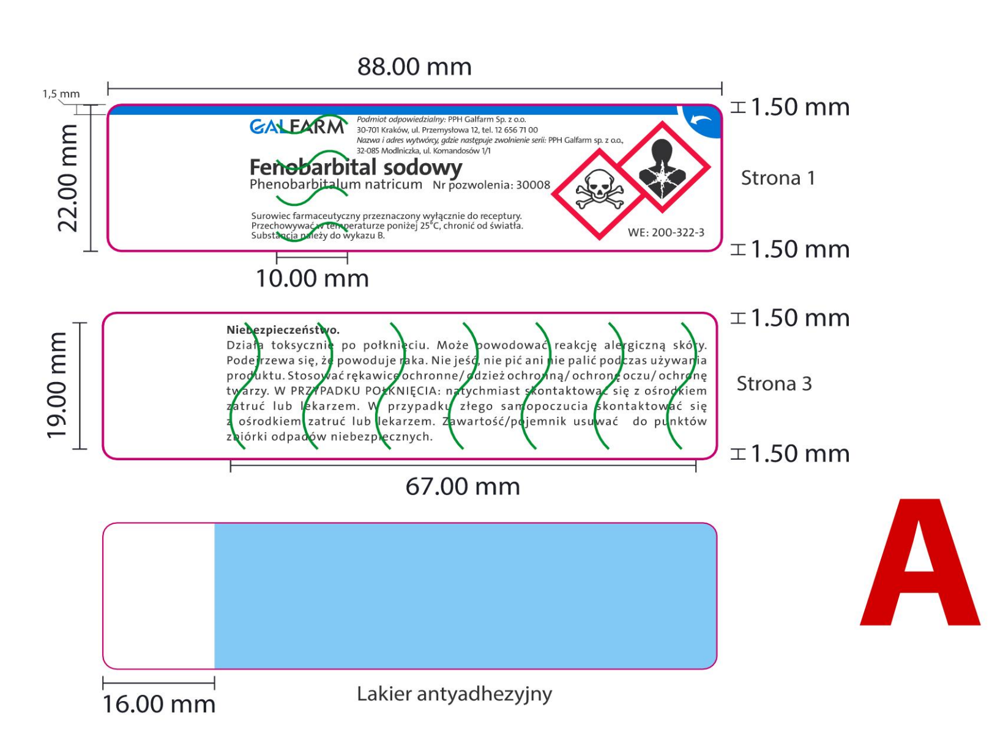 88.00 mm
1,5 mm
1.50 mm
22.00 mm
GALFARM
Podmiot odpowiedzialny: PPH Galfarm Sp. z o.o.
30-701 Kraków, ul. Przemysłowa 12, tel. 12 656 71 00
Nazwa i adres wytwórcy, gdzie następuje zwolnienie serii: PPH Galfarm sp. z o.o.,
32-085 Modlniczka, ul. Komandosów 1/1
Fenobarbital sodowy
Phenobarbitalum natricum Nr pozwolenia: 30008
Strona 1
Surowiec farmaceutyczny przeznaczony wyłącznie do receptury.
Przechowywać w temperaturze poniżej 25°C, chronić od światła.
Substancja należy do wykazu B.
WE: 200-322-3
1.50 mm
10.00 mm
1.50 mm
19.00 mm
Niebezpieczeństwo.
Działa toksycznie po połknięciu. Może powodować reakcję alergiczną skóry.
Podejrzewa się, że powoduje raka. Nie jeść, nie pić ani nie palić podczas używania
produktu. Stosować rękawice ochronne/ odzież ochronną/ ochronę oczu/ ochronę
twarzy. W PRZYPADKU POŁKNIĘCIA: natychmiast skontaktować się z ośrodkiem
zatruć lub lekarzem. W przypadku złego samopoczucia skontaktować się
z ośrodkiem zatruć lub lekarzem. Zawartość/pojemnik usuwać do punktów
zbiórki odpadów niebezpiecznych.
Strona 3
1.50 mm
67.00 mm
A
16.00 mm
Lakier antyadhezyjny